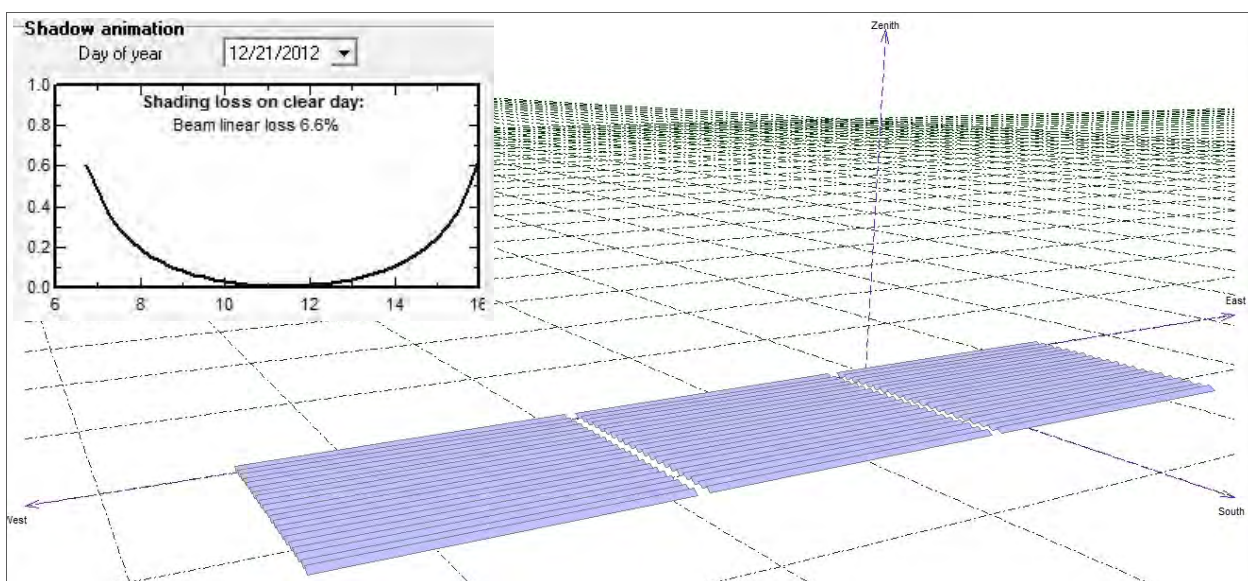 Shadow animation
Day of year 12/21/2012
Shading loss on clear day:
Beam linear loss 6.6%
1.0
0.8
0.6
0.4
0.2
0.0
6 8 10 12 14 16
Zenith
East
West
South